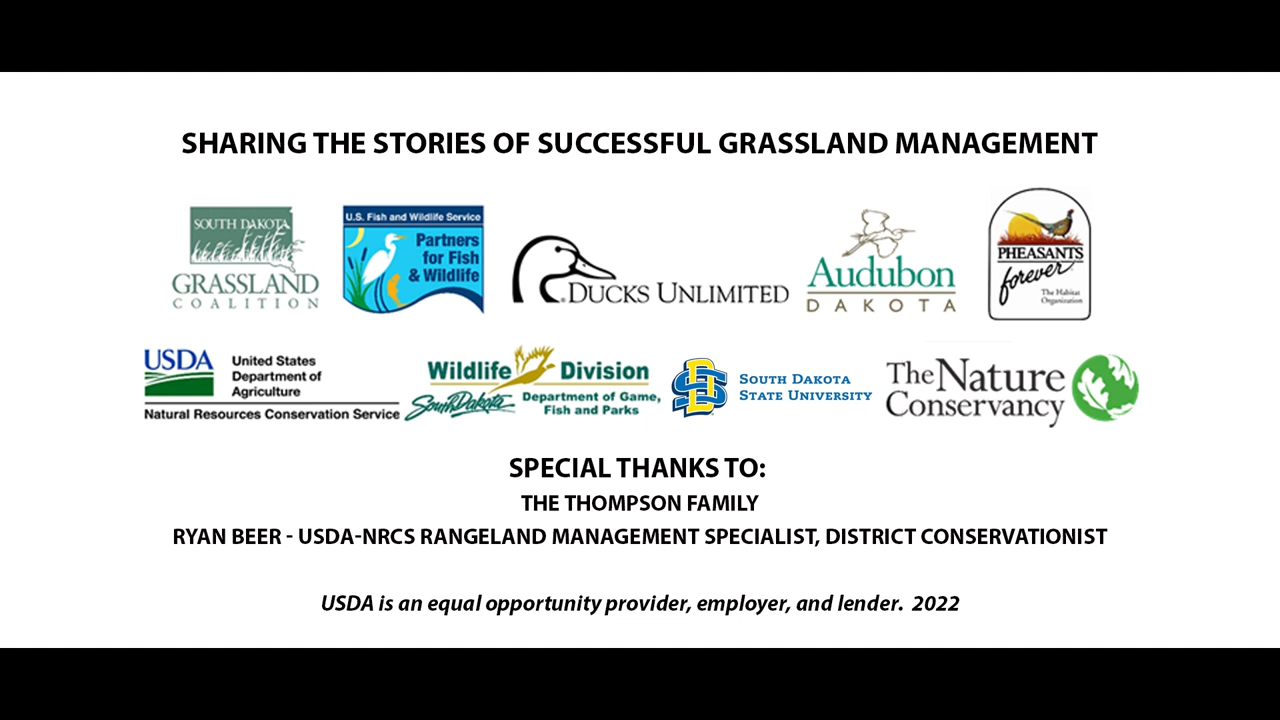 SHARING THE STORIES OF SUCCESSFUL GRASSLAND MANAGEMENT
SOUTH DAKOTA
GRASSLAND
COALITION
U.S. Fish and Wildlife Service
Partners
for Fish
& Wildlife
®DUCKS UNLIMITED
Audubon
DAKOTA
PHEASANTS
forever
The Habitat
Organization
USDA
United States
Department of
Agriculture
Natural Resources Conservation Service
Wildlife Division
South Dakota
Department of Game,
Fish and Parks
SD
SOUTH DAKOTA
STATE UNIVERSITY
The Nature
Conservancy
SPECIAL THANKS TO:
THE THOMPSON FAMILY
RYAN BEER - USDA-NRCS RANGELAND MANAGEMENT SPECIALIST, DISTRICT CONSERVATIONIST
USDA is an equal opportunity provider, employer, and lender. 2022